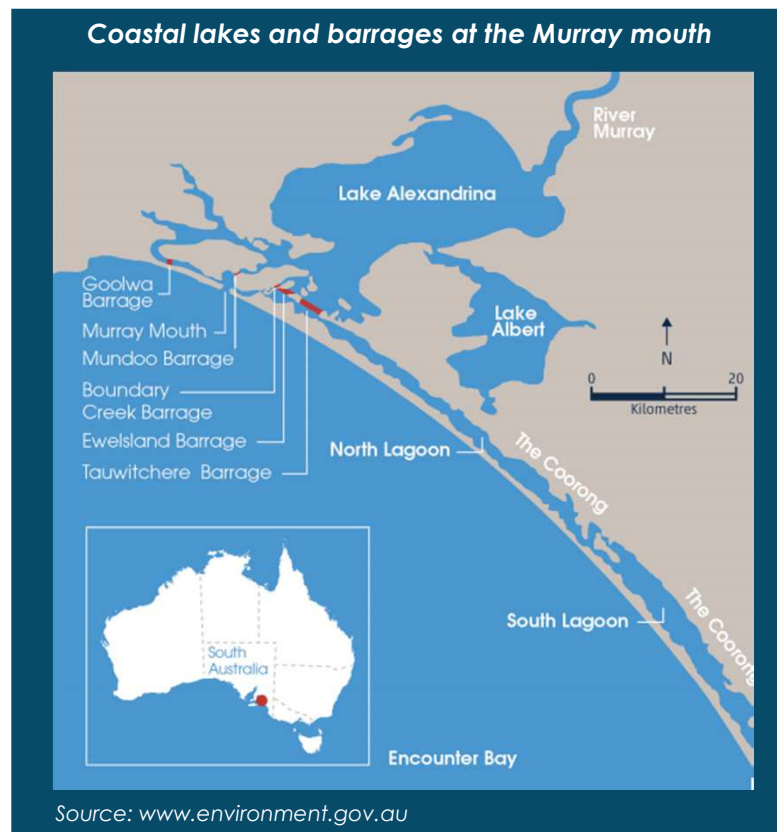 Coastal lakes and barrages at the Murray mouth
River
Murray
Lake Alexandrina
Goolwa
Barrage
Murray Mouth
Mundoo Barrage
Boundary
Creek Barrage
Ewelsland Barrage
Tauwitchere Barrage
Lake
Albert
N
0 20
Kilometres
North Lagoon
The Coorong
South Lagoon
The Coorong
South
Australia
Encounter Bay
Source: www.environment.gov.au